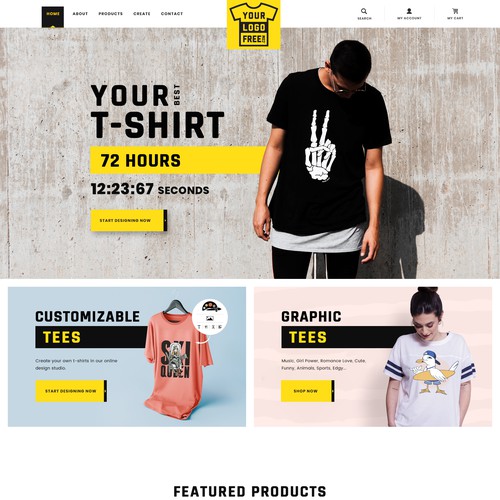 HOME
ABOUT
PRODUCTS
CREATE
CONTACT
YOUR
LOGO
FREE!
SEARCH
MY ACCOUNT
MY CART
YOUR BEST
T-SHIRT
72 HOURS
12:23:67 SECONDS
START DESIGNING NOW
CUSTOMIZABLE
TEES
Create your own t-shirts in our online
design studio.
START DESIGNING NOW
QUEEN
GRAPHIC
TEES
Music, Girl Power, Romance Love, Cute,
Funny, Animals, Sports, Edgy...
SHOP NOW
FEATURED PRODUCTS